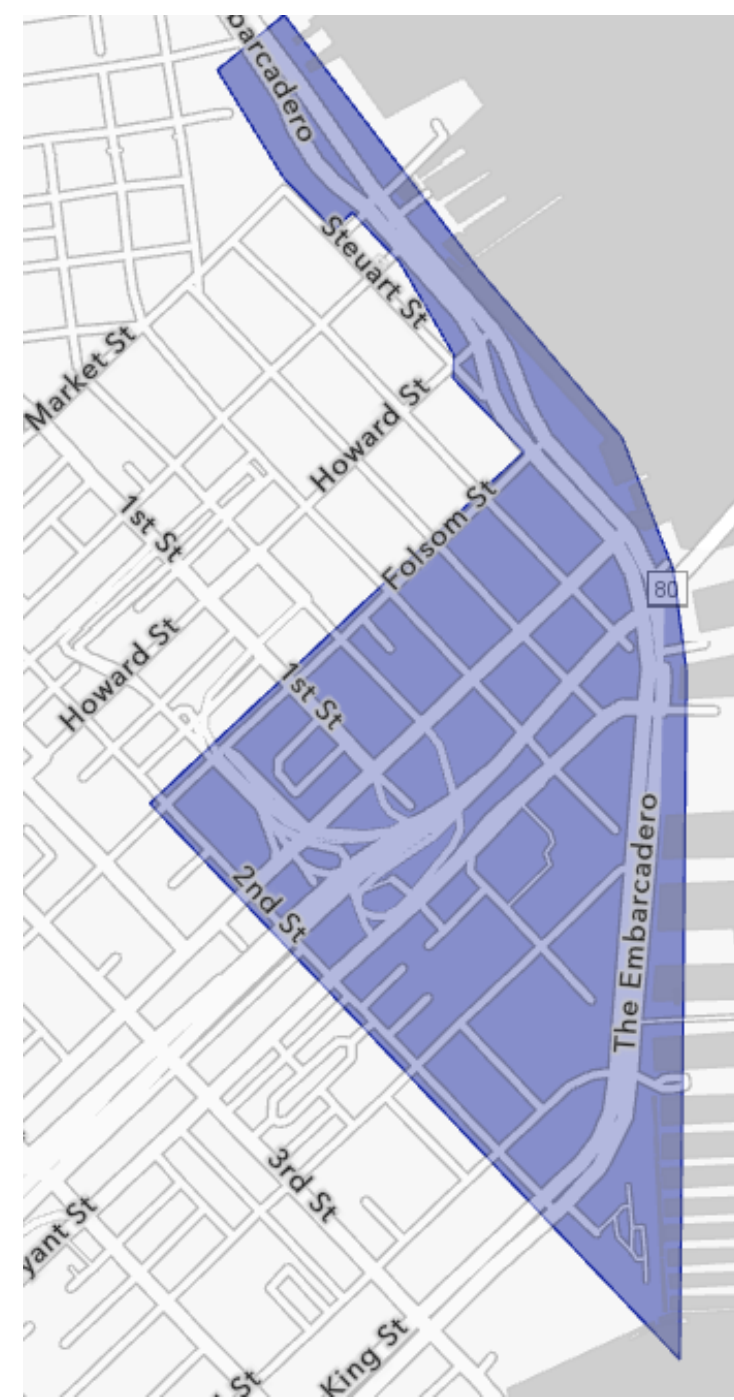 barcadero
Steuart St
Market St
Howard St
1st St
Folsom St
80
Howard St
1st St
2nd St
The Embarcadero
3rd St
yant St
King St
St